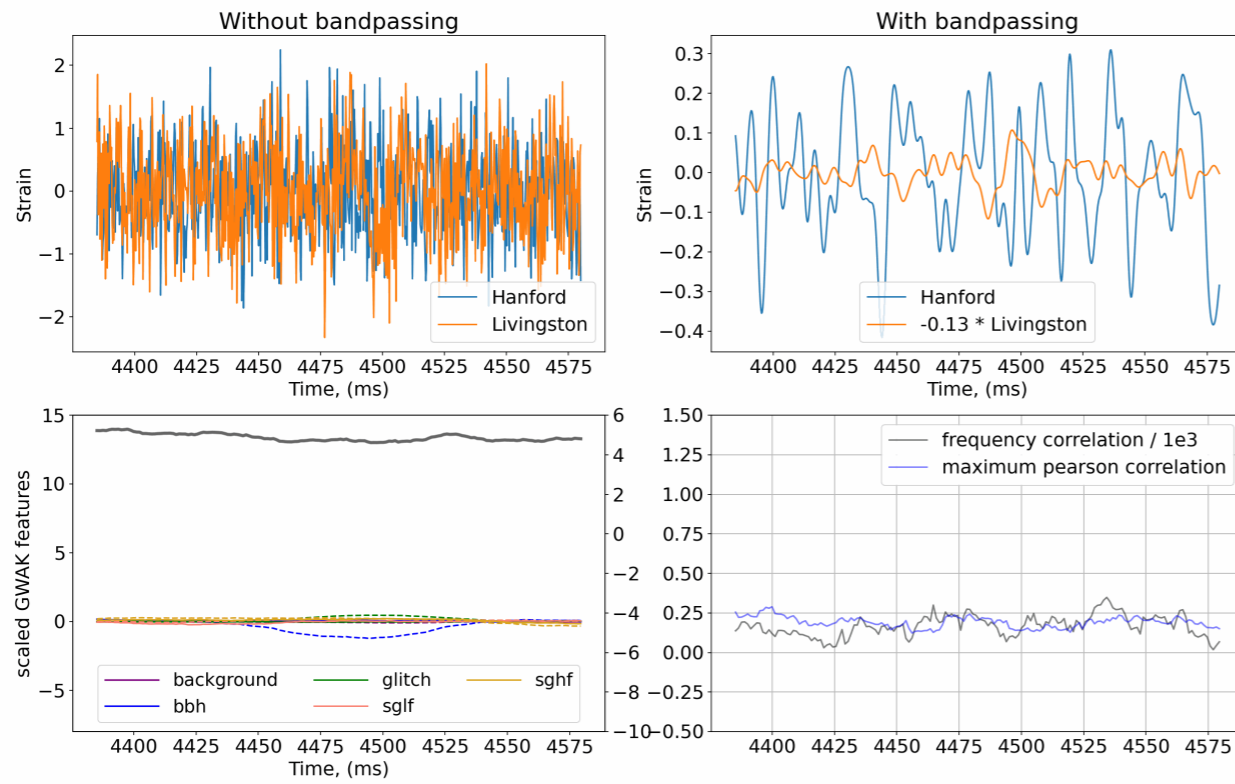 Without bandpassing
Strain
2
1
0
−1
−2
Hanford
Livingston
4400 4425 4450 4475 4500 4525 4550 4575
Time, (ms)
With bandpassing
Strain
0.3
0.2
0.1
0.0
−0.1
−0.2
−0.3
−0.4
Hanford
-0.13 * Livingston
4400 4425 4450 4475 4500 4525 4550 4575
Time, (ms)
scaled GWAK features
15
10
5
0
−5
6
4
2
0
−2
−4
−6
−8
−10
background glitch sghf
bbh sglf
4400 4425 4450 4475 4500 4525 4550 4575
Time, (ms)
1.50
1.25
1.00
0.75
0.50
0.25
0.00
−0.25
−0.50
frequency correlation / 1e3
maximum pearson correlation
4400 4425 4450 4475 4500 4525 4550 4575